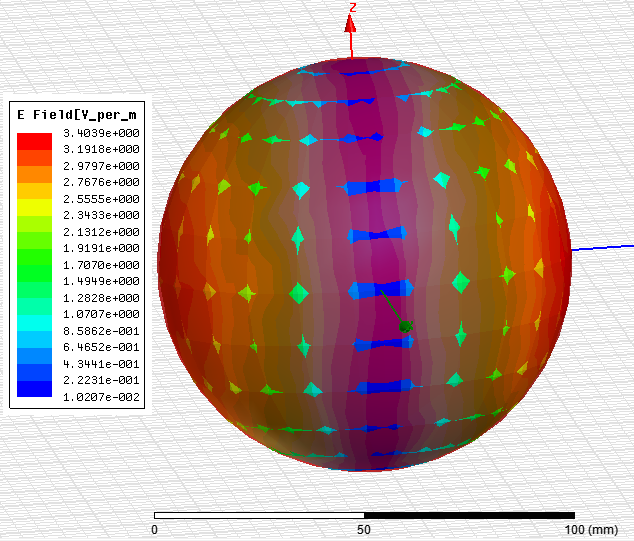 Z
E Field[V_per_m
3.4039e+000
3.1918e+000
2.9797e+000
2.7676e+000
2.5555e+000
2.3433e+000
2.1312e+000
1.9191e+000
1.7070e+000
1.4949e+000
1.2828e+000
1.0707e+000
8.5862e-001
6.4652e-001
4.3441e-001
2.2231e-001
1.0207e-002
0 50 100 (mm)